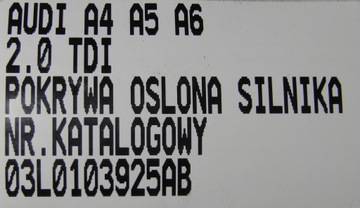 AUDI A4 A5 A6
2.0 TDI
POKRYWA OSLONA SILNIKA
NR.KATALOGOWY
03L0103925AB